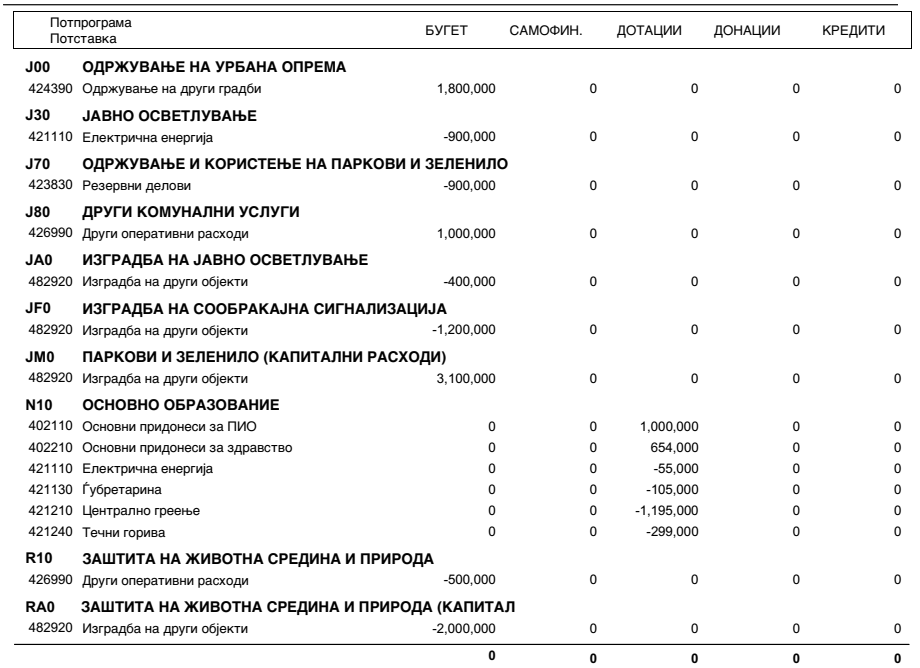 Потпрограма
Потставка БУГЕТ САМОФИН. ДОТАЦИИ ДОНАЦИИ КРЕДИТИ
J00 ОДРЖУВАЊЕ НА УРБАНА ОПРЕМА
424390 Одржување на други градби 1,800,000 0 0 0 0
J30 ЈАВНО ОСВЕТЛУВАЊЕ
421110 Електрична енергија -900,000 0 0 0 0
J70 ОДРЖУВАЊЕ И КОРИСТЕЊЕ НА ПАРКОВИ И ЗЕЛЕНИЛО
423830 Резервни делови -900,000 0 0 0 0
J80 ДРУГИ КОМУНАЛНИ УСЛУГИ
426990 Други оперативни расходи 1,000,000 0 0 0 0
JA0 ИЗГРАДБА НА ЈАВНО ОСВЕТЛУВАЊЕ
482920 Изградба на други објекти -400,000 0 0 0 0
JF0 ИЗГРАДБА НА СООБРАКАЈНА СИГНАЛИЗАЦИЈА
482920 Изградба на други објекти -1,200,000 0 0 0 0
JM0 ПАРКОВИ И ЗЕЛЕНИЛО (КАПИТАЛНИ РАСХОДИ)
482920 Изградба на други објекти 3,100,000 0 0 0 0
N10 ОСНОВНО ОБРАЗОВАНИЕ
402110 Основни придонеси за ПИО 0 0 1,000,000 0 0
402210 Основни придонеси за здравство 0 0 654,000 0 0
421110 Електрична енергија 0 0 -55,000 0 0
421130 Ѓубретарина 0 0 -105,000 0 0
421210 Централно греење 0 0 -1,195,000 0 0
421240 Течни горива 0 0 -299,000 0 0
R10 ЗАШТИТА НА ЖИВОТНА СРЕДИНА И ПРИРОДА
426990 Други оперативни расходи -500,000 0 0 0 0
RA0 ЗАШТИТА НА ЖИВОТНА СРЕДИНА И ПРИРОДА (КАПИТАЛ
482920 Изградба на други објекти -2,000,000 0 0 0 0
0 0 0 0 0